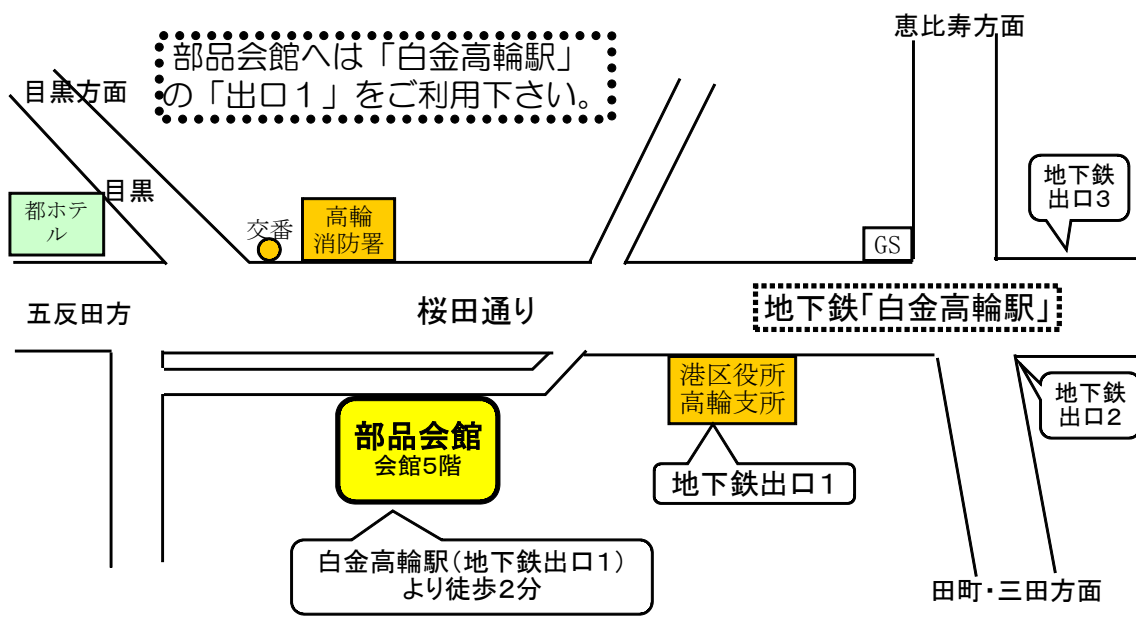 恵比寿方面
部品会館へは「白金高輪駅」
の「出口１」をご利用下さい。
目黒方面
目黒
都ホテ
ル
交番
高輪
消防署
GS
地下鉄
出口3
五反田方
桜田通り
地下鉄「白金高輪駅」
港区役所
高輪支所
地下鉄
出口2
部品会館
会館5階
地下鉄出口1
白金高輪駅（地下鉄出口1）
より徒歩2分
田町・三田方面